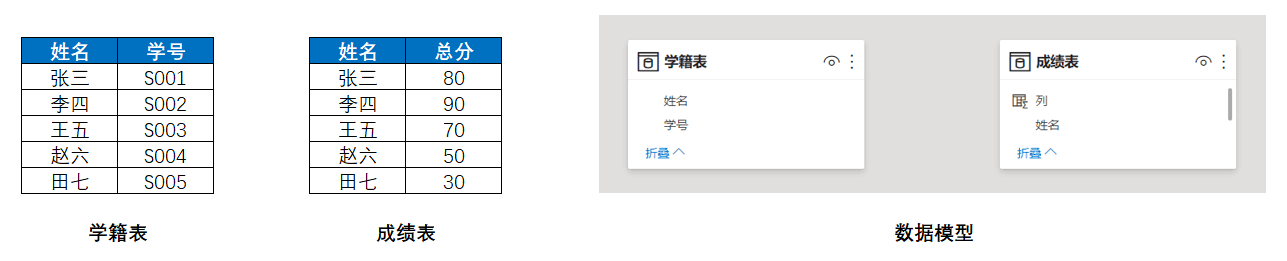 姓名 学号
张三 S001
李四 S002
王五 S003
赵六 S004
田七 S005
学籍表
姓名 总分
张三 80
李四 90
王五 70
赵六 50
田七 30
成绩表
学籍表
姓名
学号
折叠
成绩表
列
姓名
折叠
数据模型